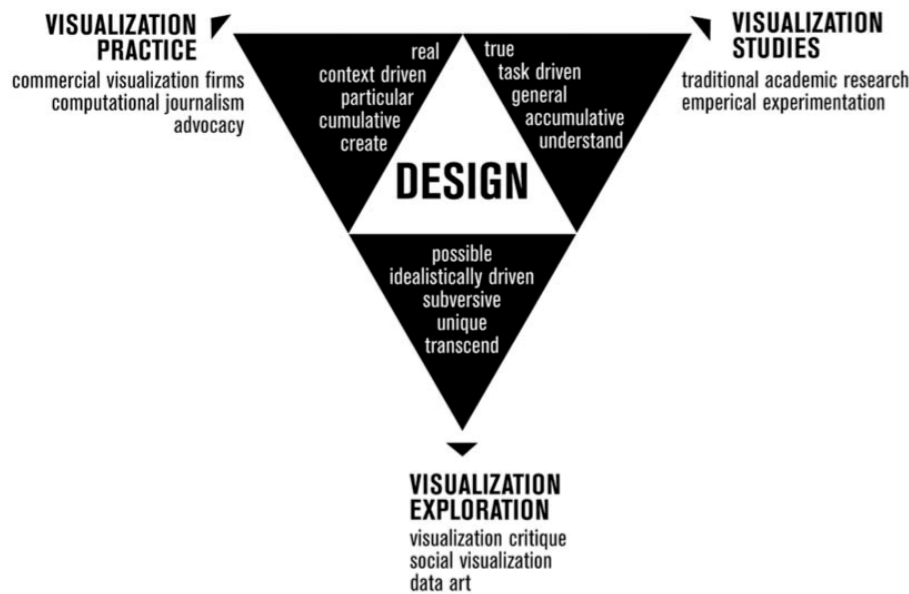 VISUALIZATION
PRACTICE
commercial visualization firms
computational journalism
advocacy
real
context driven
particular
cumulative
create
true
task driven
general
accumulative
understand
VISUALIZATION
STUDIES
traditional academic research
emperical experimentation
DESIGN
possible
idealistically driven
subversive
unique
transcend
VISUALIZATION
EXPLORATION
visualization critique
social visualization
data art